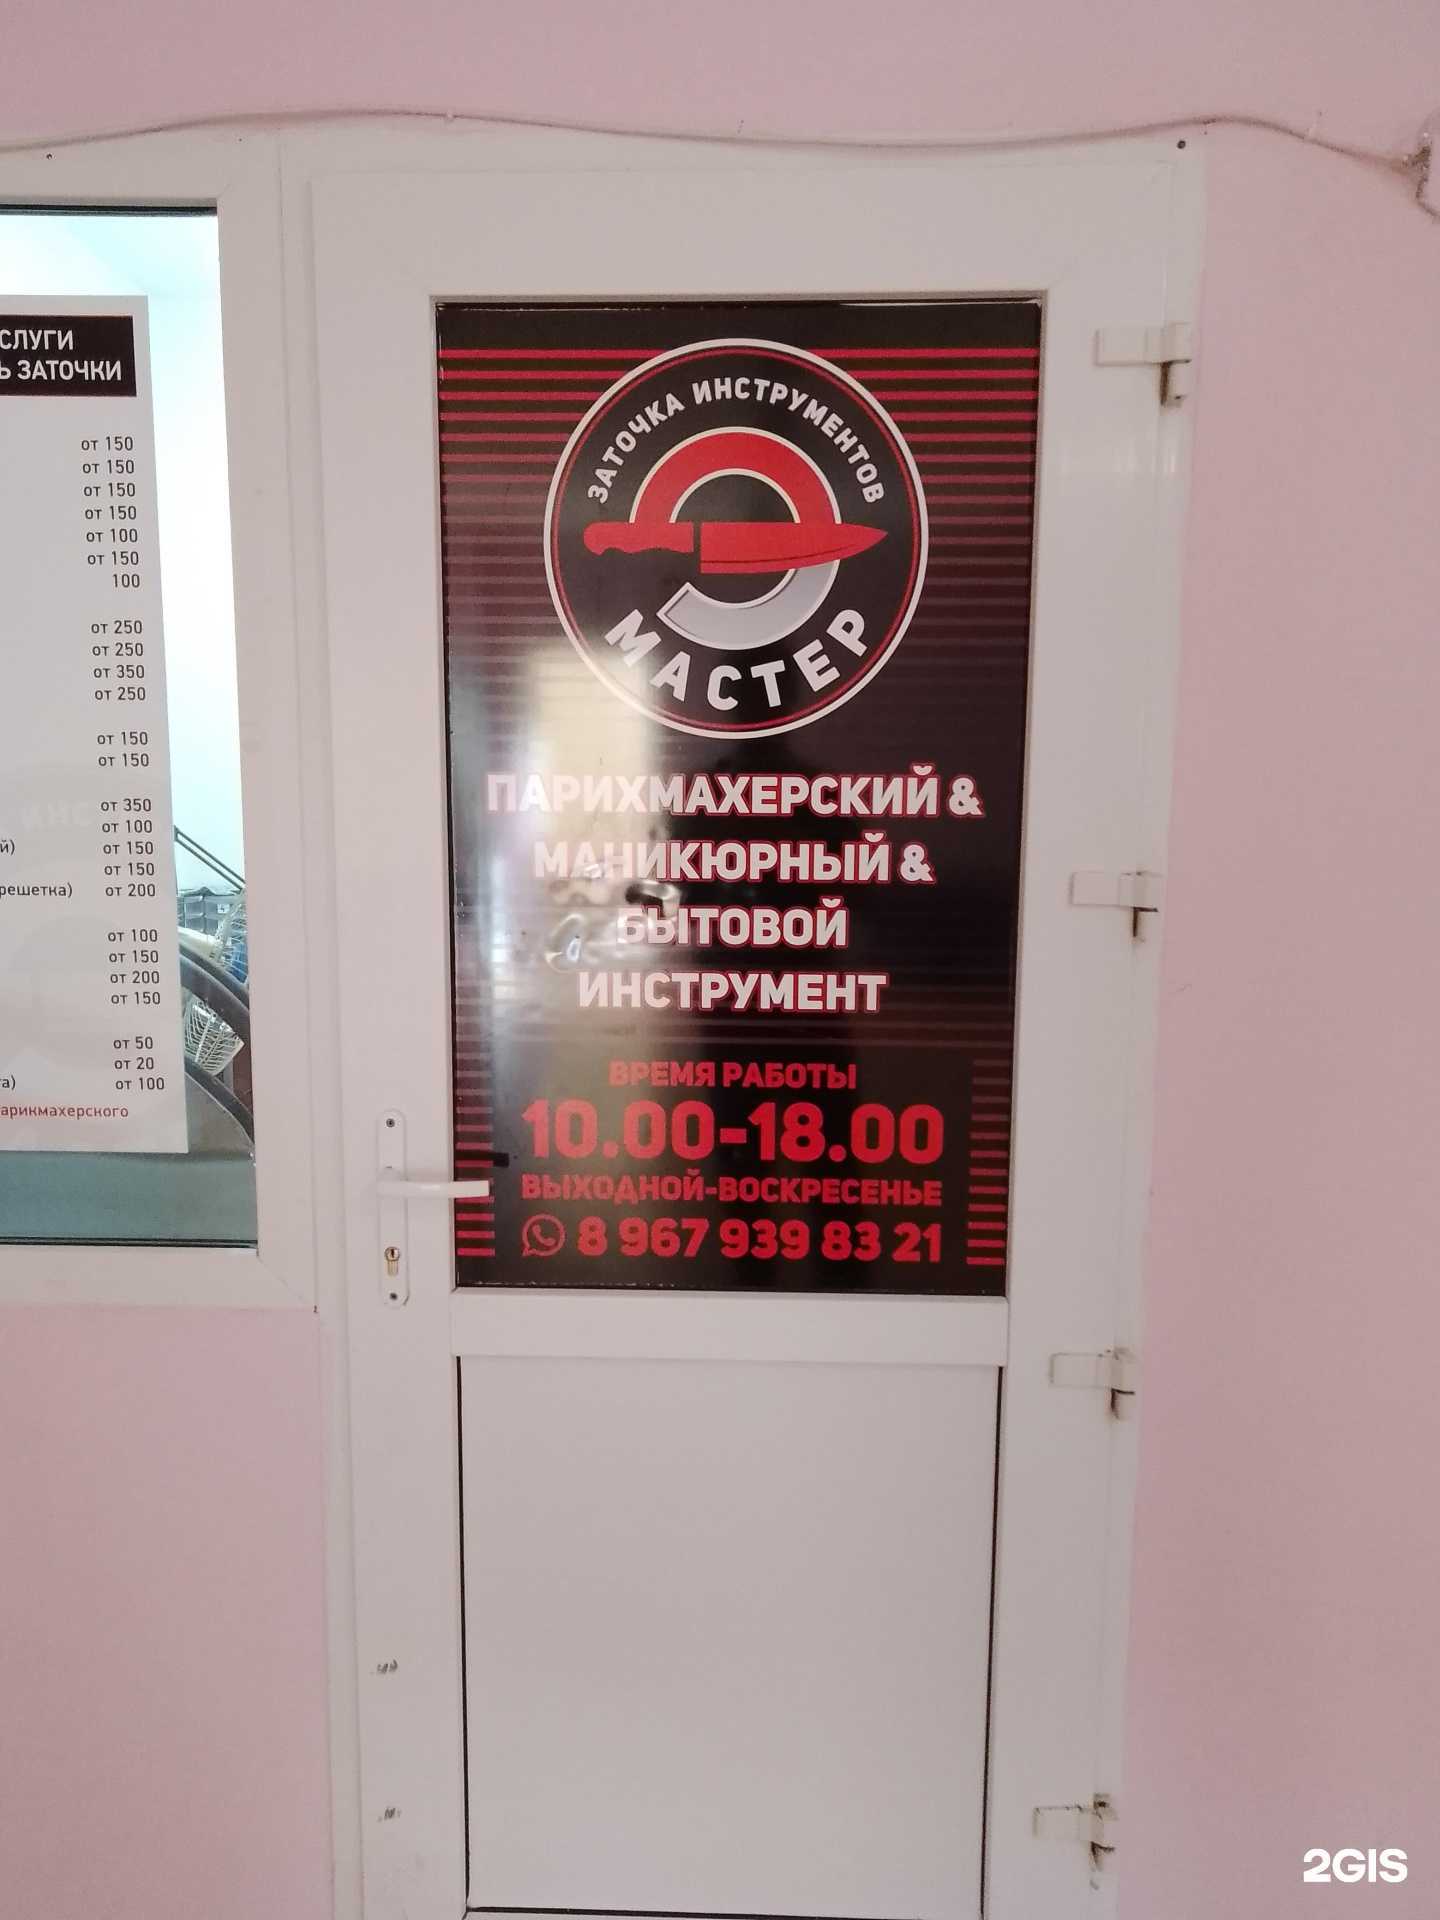 СЛУГИ
Ь ЗАТОЧКИ
от 150
от 150
от 150
от 150
от 100
от 150
100
от 250
от 250
от 350
от 250
от 150
от 150
от 350
от 100
й) от 150
от 150
решетка) от 200
от 100
от 150
от 200
от 150
от 50
от 20
та) от 100
арикмахерского
ЗАТОЧКА ИНСТРУМЕНТОВ
МАСТЕР
ПАРИХМАХЕРСКИЙ &
МАНИКЮРНЫЙ &
БЫТОВОЙ
ИНСТРУМЕНТ
ВРЕМЯ РАБОТЫ
10.00-18.00
ВЫХОДНОЙ-ВОСКРЕСЕНЬЕ
8 967 939 83 21
2GIS